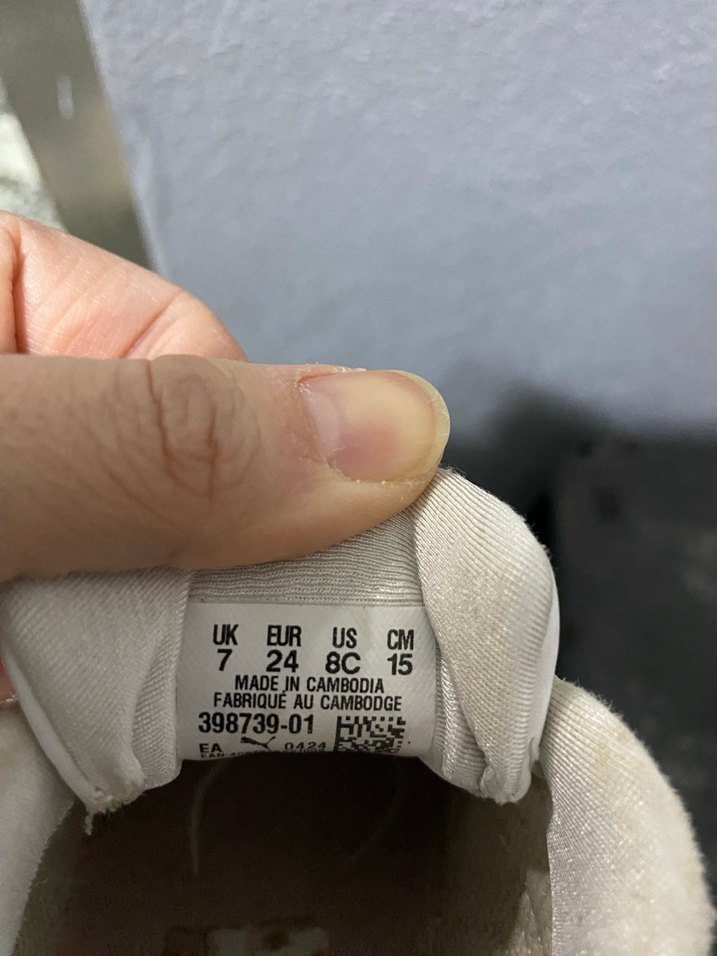 UK EUR US CM
7 24 8C 15
MADE IN CAMBODIA
FABRIQUÉ AU CAMBODGE
398739-01
EA 0424